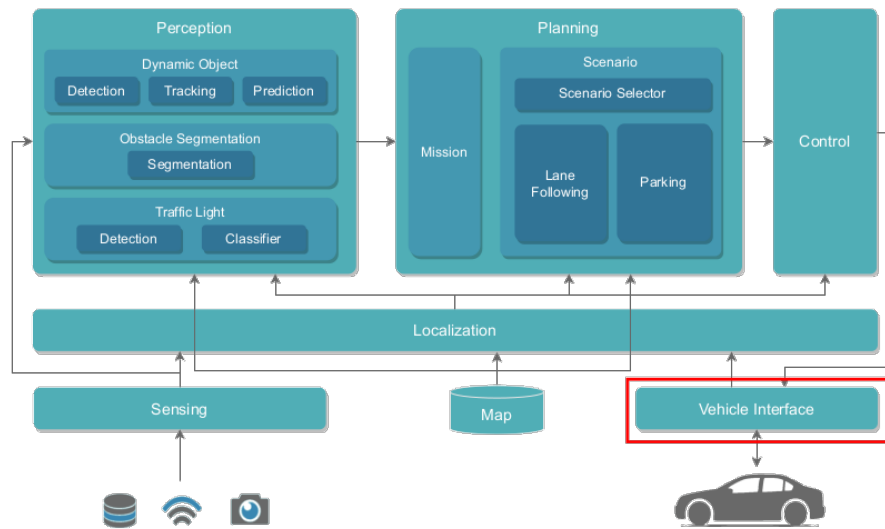 Perception
Dynamic Object
Detection
Tracking
Prediction
Obstacle Segmentation
Segmentation
Traffic Light
Detection
Classifier
Planning
Mission
Scenario
Scenario Selector
Lane
Following
Parking
Control
Localization
Sensing
Map
Vehicle Interface